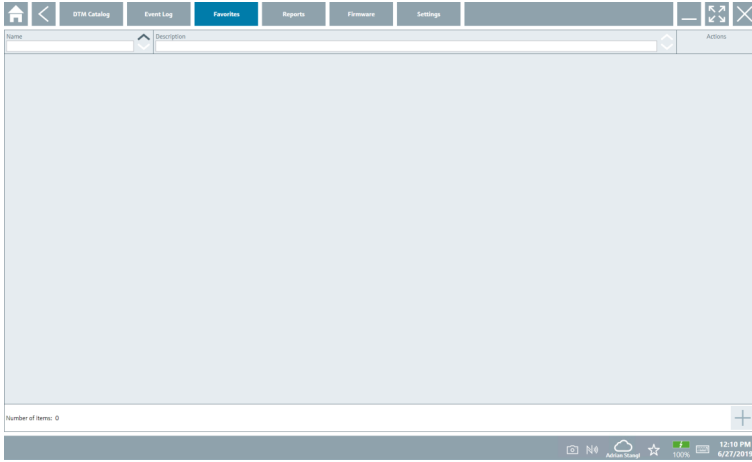 DTM Catalog Event Log Favorites Reports Firmware Settings
Name Description Actions
Number of items: 0
Adrian Stangl 100% 12:10 PM
6/27/2019